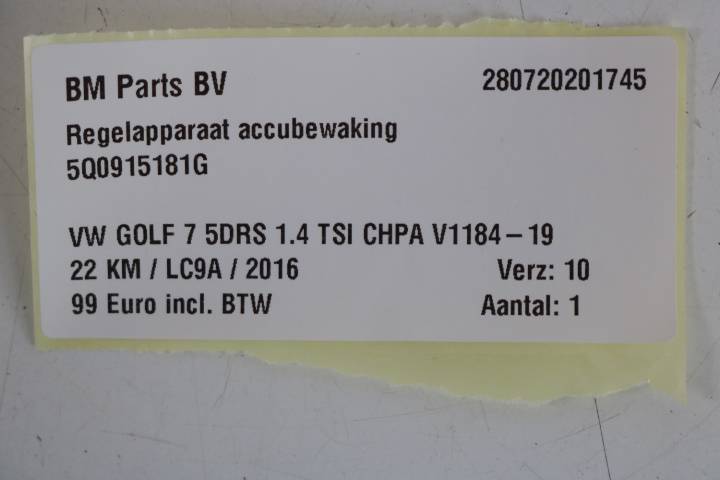 BM Parts BV 280720201745
Regelapparaat accubewaking
5Q0915181G
VW GOLF 7 5DRS 1.4 TSI CHPA V1184-19
22 KM / LC9A / 2016 Verz: 10
99 Euro incl. BTW Aantal: 1